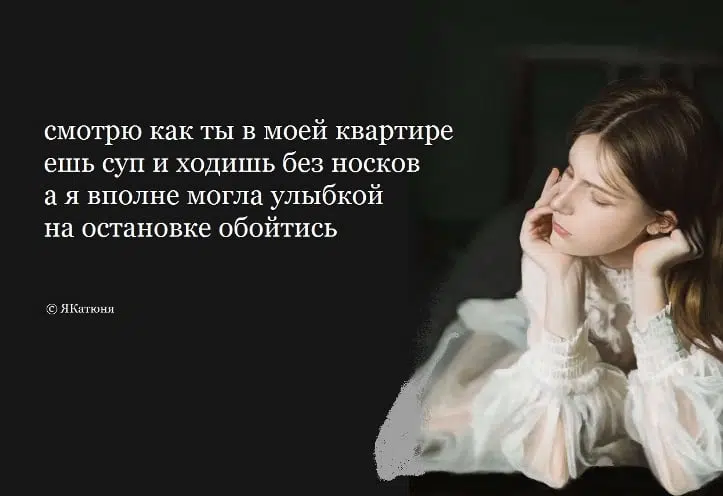 смотрю как ты в моей квартире
ешь суп и ходишь без носков
а я вполне могла улыбкой
на остановке обойтись
© ЯКатюня